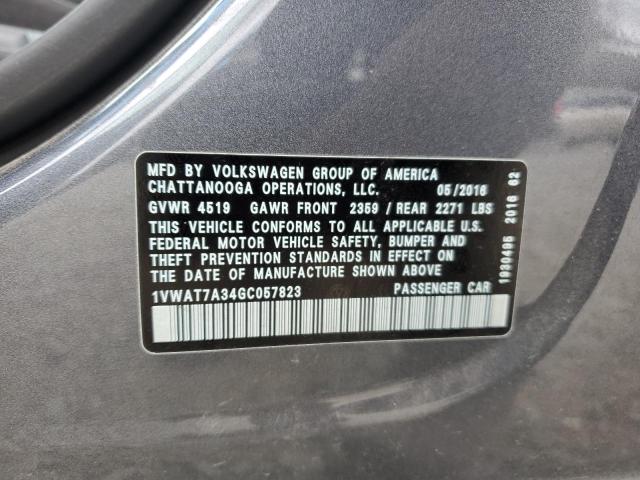 MFD BY VOLKSWAGEN GROUP OF AMERICA
CHATTANOOGA OPERATIONS, LLC. 05/2016
GVWR 4519 GAWR FRONT 2359 / REAR 2271 LBS
THIS VEHICLE CONFORMS TO ALL APPLICABLE U.S.
FEDERAL MOTOR VEHICLE SAFETY, BUMPER AND
THEFT PREVENTION STANDARDS IN EFFECT ON
THE DATE OF MANUFACTURE SHOWN ABOVE
1VWAT7A34GC057823 PASSENGER CAR
1930495 2016 62